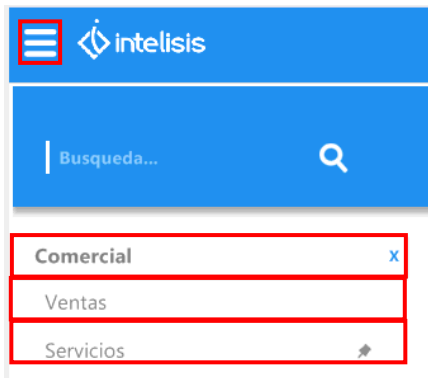 intelisis
Busqueda...
Comercial x
Ventas
Servicios